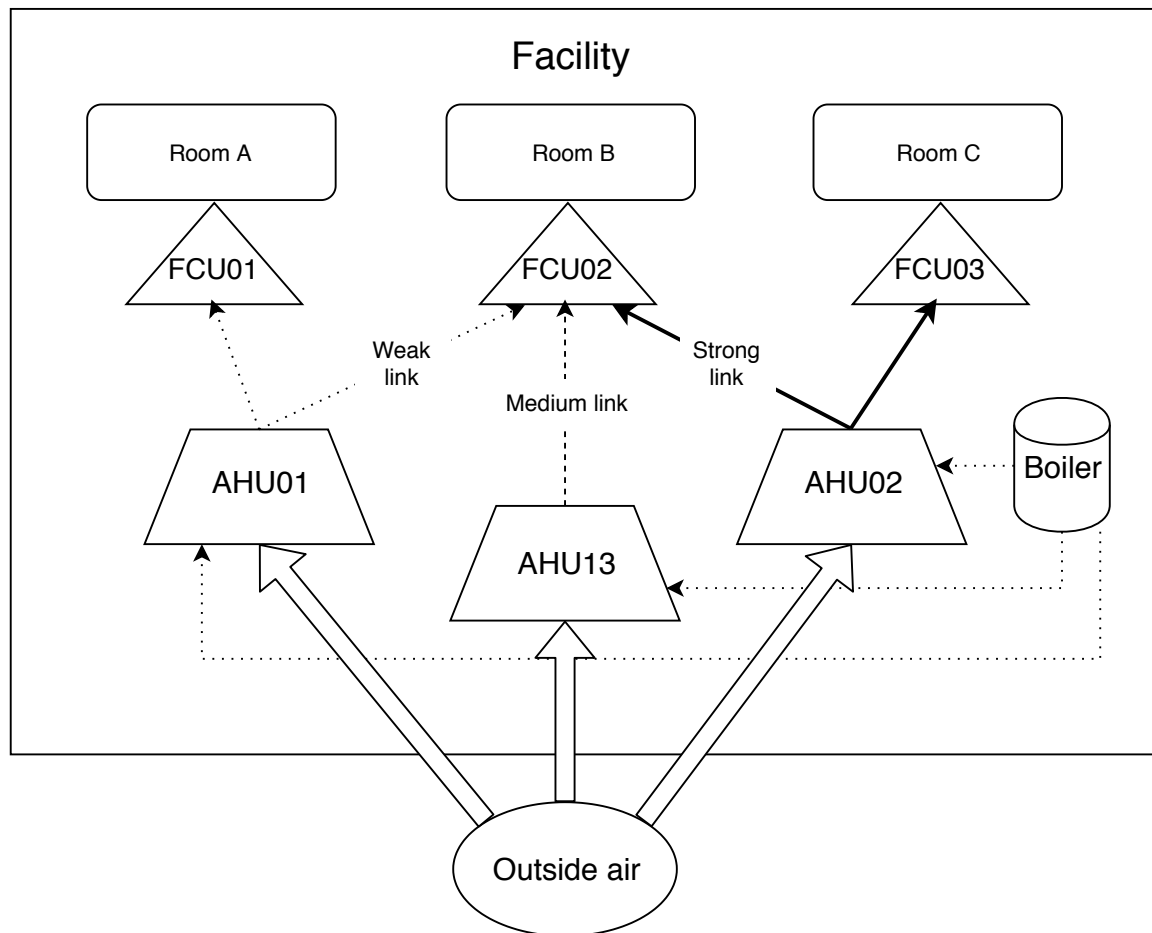 Facility
Room A
Room B
Room C
FCU01
FCU02
FCU03
Weak
link
Strong
link
Medium link
AHU01
AHU02
Boiler
AHU13
Outside air